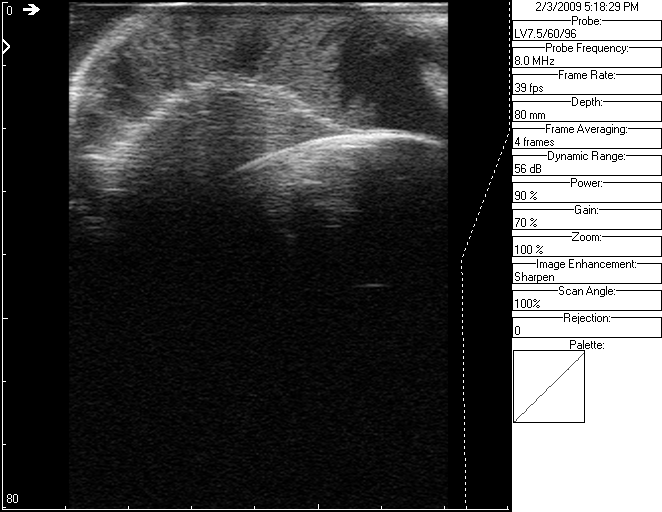 0
80
2/3/2009 5:18:29 PM
Probe:
LV7.5/60/96
Probe Frequency:
8.0 MHz
Frame Rate:
39 fps
Depth:
80 mm
Frame Averaging:
4 frames
Dynamic Range:
56 dB
Power:
90 %
Gain:
70 %
Zoom:
100 %
Image Enhancement:
Sharpen
Scan Angle:
100%
Rejection:
0
Palette: